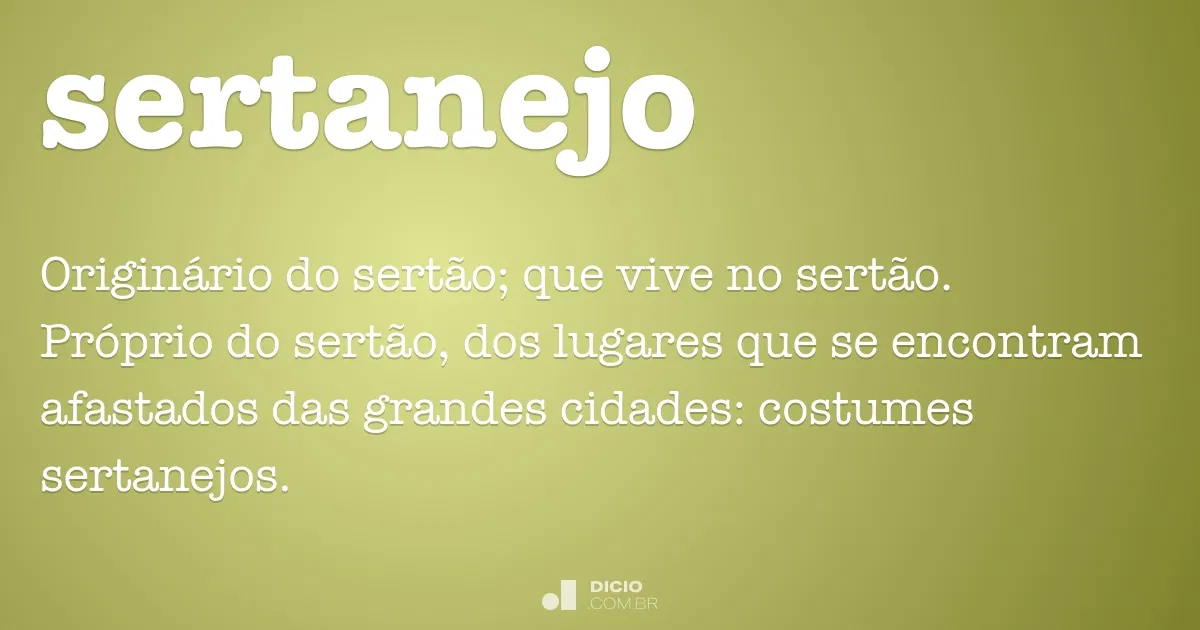 sertanejo
Originário do sertão; que vive no sertão.
Próprio do sertão, dos lugares que se encontram
afastados das grandes cidades: costumes
sertanejos.
DICIO
.COM.BR